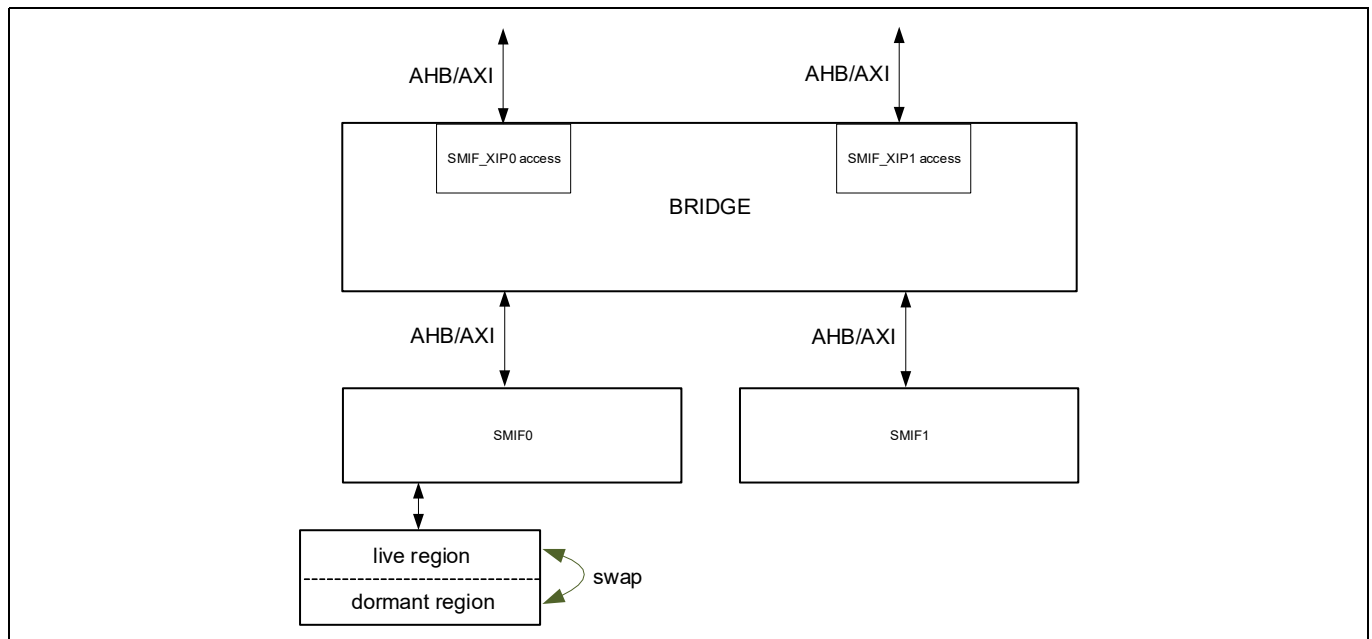 AHB/AXI
AHB/AXI
SMIF_XIP0 access
SMIF_XIP1 access
BRIDGE
AHB/AXI
AHB/AXI
SMIF0
SMIF1
live region
swap
dormant region